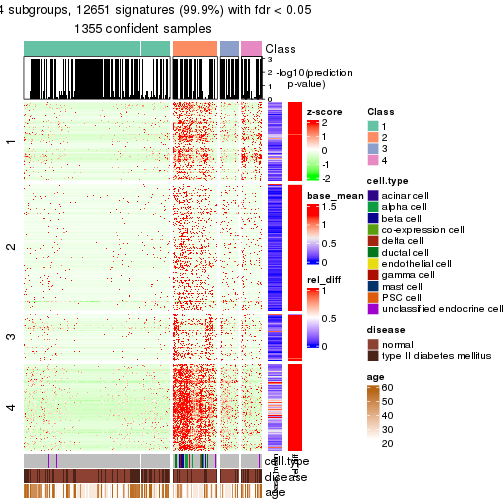 4 subgroups, 12651 signatures (99.9%) with fdr < 0.05
1355 confident samples
Class
3
2
1
0
-log10(prediction
p-value)
1
2
3
4
z-score
2
1
0
-1
-2
base_mean
1.5
1
0.5
0
rel_diff
1
0.5
0
Class
1
2
3
4
cell.type
acinar cell
alpha cell
beta cell
co-expression cell
delta cell
ductal cell
endothelial cell
gamma cell
mast cell
PSC cell
unclassified endocrine cell
disease
normal
type II diabetes mellitus
age
60
50
40
30
20
cell.type
disease
age